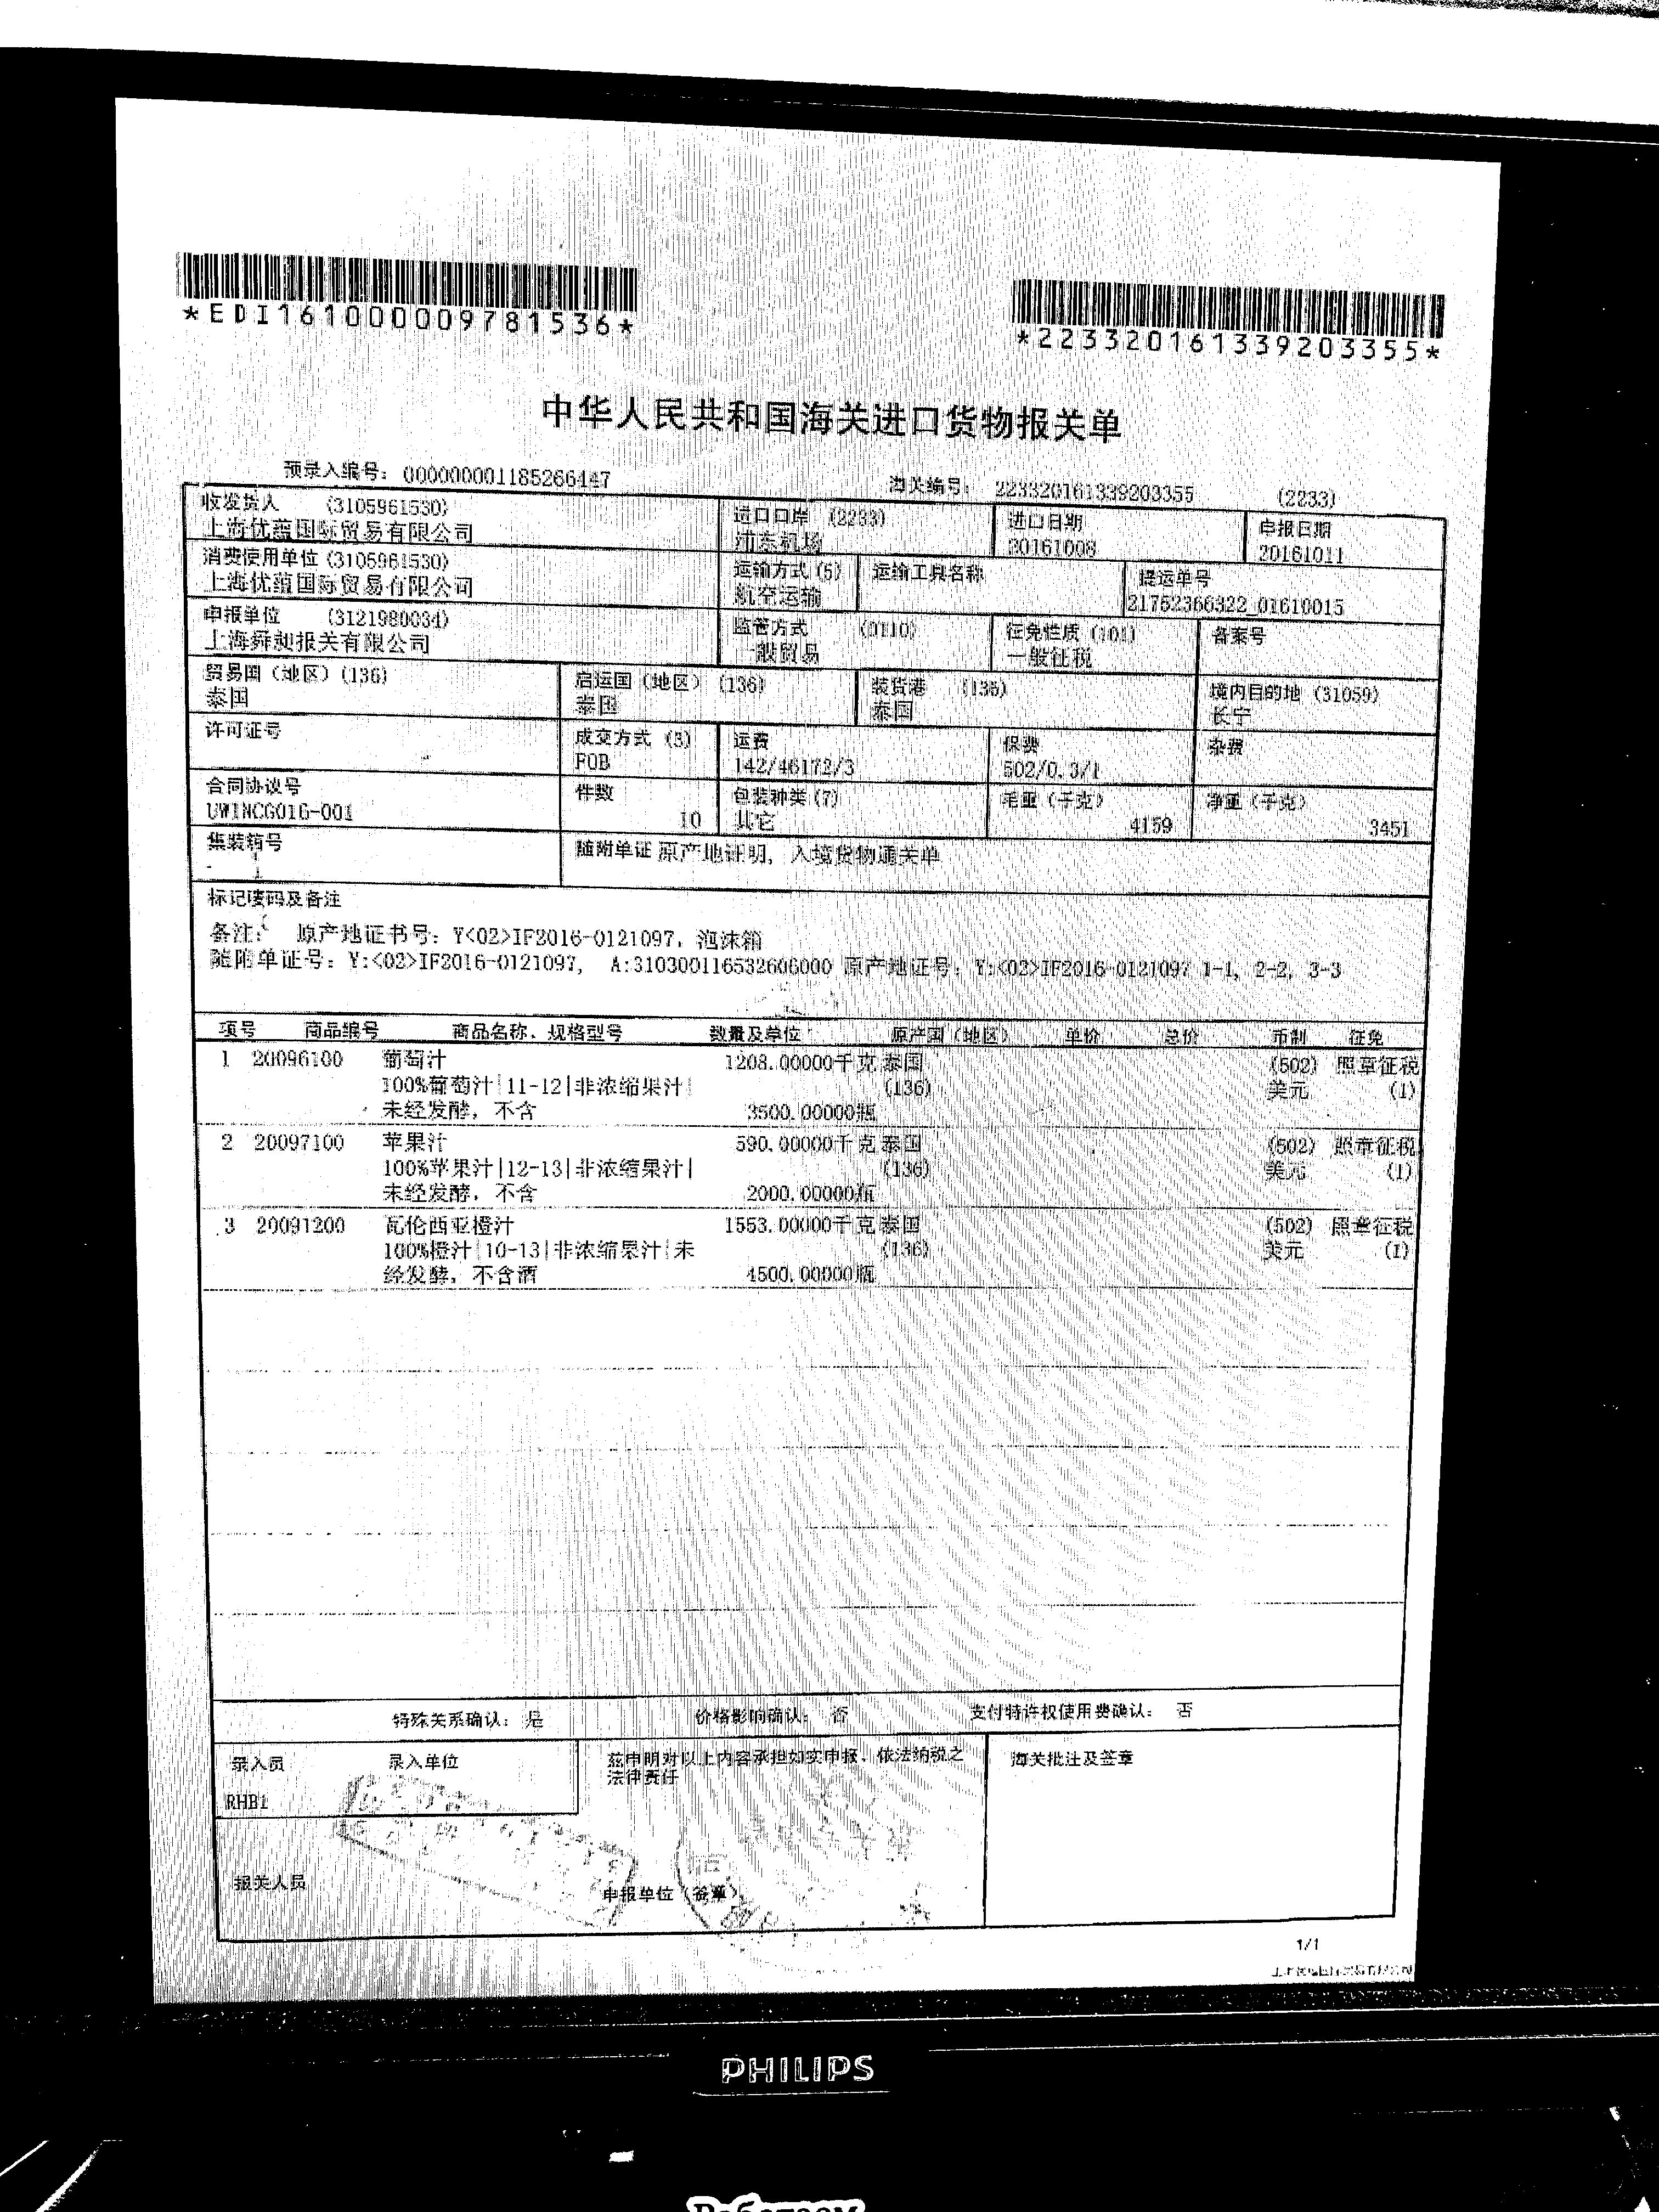 *EDI161000009781536*
*223320161339203355*
中华人民共和国海关进口货物报关单
预录入编号: 000000001185266447
海关编号: 223320161339203355 (2233)
收发货人 (3105961530)
上海优蓝国际贸易有限公司
进口口岸 (2233)
浦东机场
进口日期
20161008
申报日期
20161011
消费使用单位 (3105961530)
上海优蓝国际贸易有限公司
运输方式 (5)
航空运输
运输工具名称
提运单号
21752366322_01610015
申报单位 (3121980034)
上海舜昶报关有限公司
监管方式 (0110)
一般贸易
征免性质 (101)
一般征税
备案号
贸易国 (地区) (136)
泰国
启运国 (地区) (136)
泰国
装货港 (136)
泰国
境内目的地 (31059)
长宁
许可证号
成交方式 (3)
FOB
运费
142/46172/3
保费
502/0.3/1
杂费
合同协议号
UWINCG016-001
件数
10
包装种类 (7)
其它
毛重 (千克)
4159
净重 (千克)
3451
集装箱号
随附单证 原产地证明, 入境货物通关单
标记唛码及备注
备注: 原产地证书号: Y<02>IF2016-0121097, 泡沫箱
随附单证号: Y:<02>IF2016-0121097, A:310300116532606000 原产地证号: Y:<02>IF2016-0121097 1-1, 2-2, 3-3
项号 商品编号 商品名称、规格型号 数量及单位 原产国 (地区) 单价 总价 币制 征免
1 20096100 葡萄汁 1208.00000千克 泰国 (502) 照章征税
100%葡萄汁|11-12|非浓缩果汁| (136) 美元 (1)
未经发酵, 不含 3500.00000瓶
2 20097100 苹果汁 590.00000千克 泰国 (502) 照章征税
100%苹果汁|12-13|非浓缩果汁| (136) 美元 (1)
未经发酵, 不含 2000.00000瓶
3 20091200 瓦伦西亚橙汁 1553.00000千克 泰国 (502) 照章征税
100%橙汁|10-13|非浓缩果汁|未 (136) 美元 (1)
经发酵, 不含酒 4500.00000瓶
特殊关系确认: 是 价格影响确认: 否 支付特许权使用费确认: 否
录入员 录入单位
RHB1
兹申明对以上内容承担如实申报、依法纳税之
法律责任
海关批注及签章
报关人员
申报单位 (签章)
1/1
PHILIPS